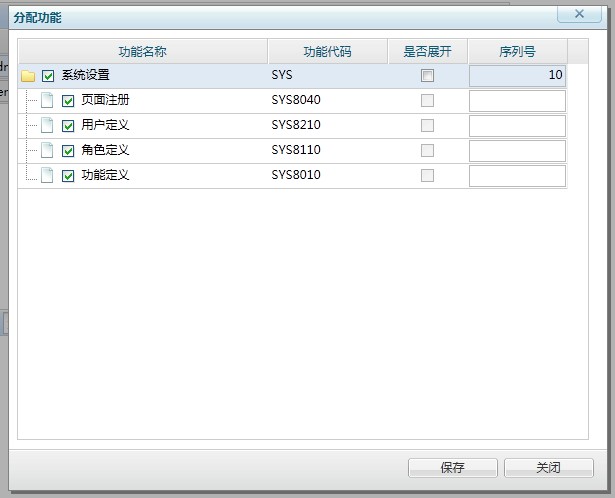 分配功能
功能名称 功能代码 是否展开 序列号
系统设置 SYS 10
页面注册 SYS8040
用户定义 SYS8210
角色定义 SYS8110
功能定义 SYS8010
保存 关闭